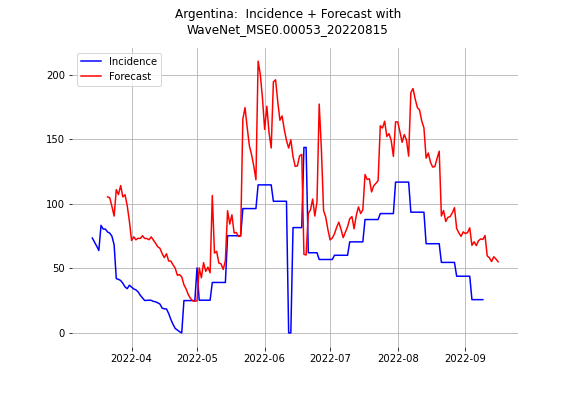 Argentina:  Incidence + Forecast with
WaveNet_MSE0.00053_20220815
Incidence
Forecast
200
150
100
50
0
2022-04
2022-05
2022-06
2022-07
2022-08
2022-09